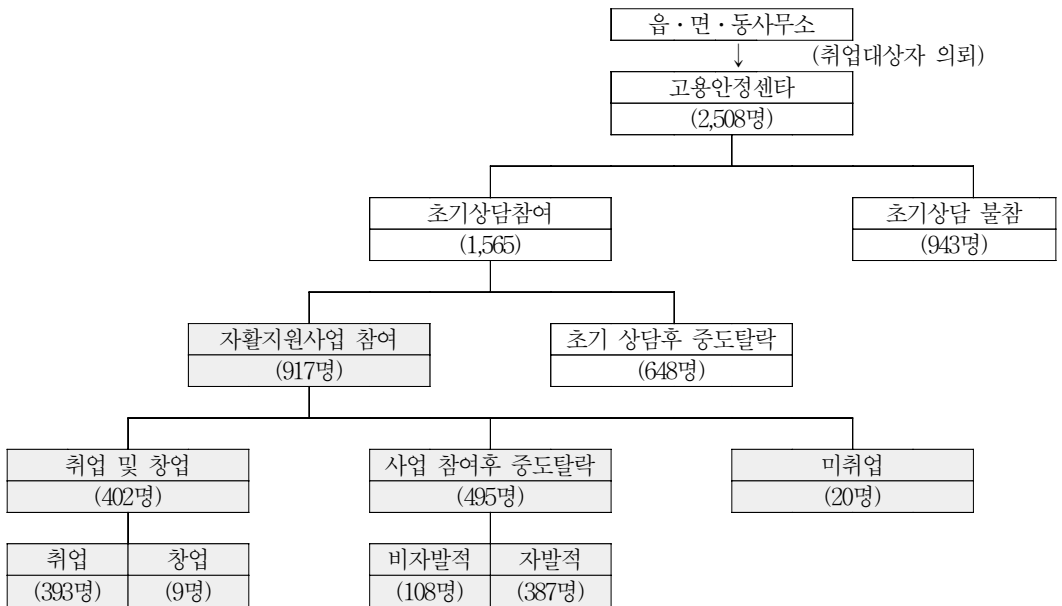 읍·면·동사무소
↓ (취업대상자 의뢰)
고용안정센타
(2,508명)
초기상담참여 초기상담 불참
(1,565) (943명)
자활지원사업 참여 초기 상담후 중도탈락
(917명) (648명)
취업 및 창업 사업 참여후 중도탈락 미취업
(402명) (495명) (20명)
취업 창업 비자발적 자발적
(393명) (9명) (108명) (387명)